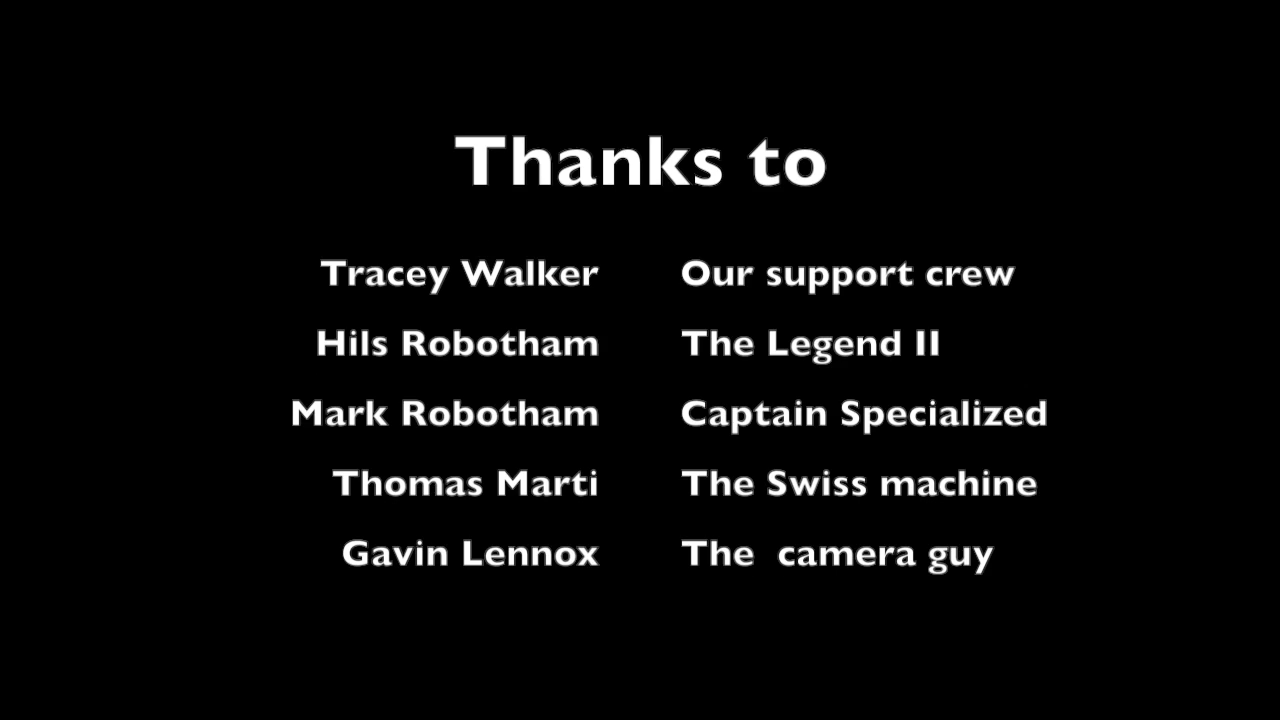 Thanks to
Tracey Walker Our support crew
Hils Robotham The Legend II
Mark Robotham Captain Specialized
Thomas Marti The Swiss machine
Gavin Lennox The  camera guy